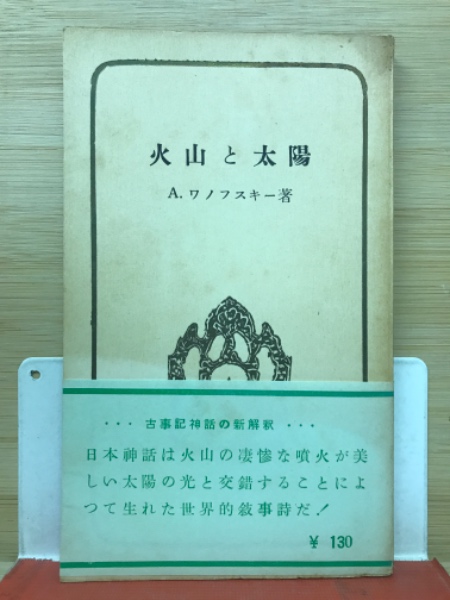 火山と太陽
A. ワノフスキー著
・・・ 古事記神話の新解釈 ・・・
日本神話は火山の凄惨な噴火が美
しい太陽の光と交錯することによ
つて生れた世界的敘事詩だ！
¥ 130